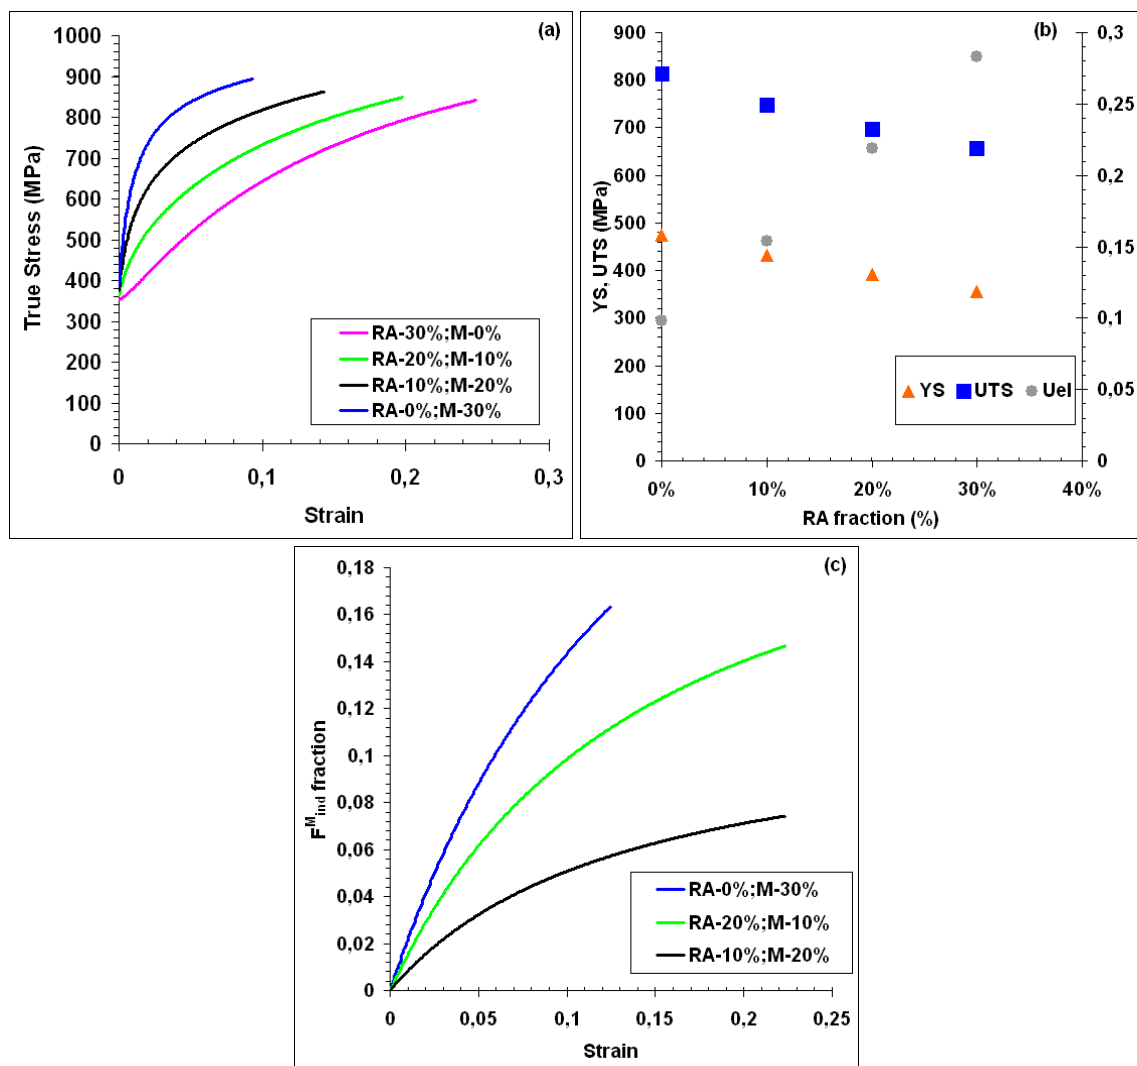 (a)
1000
900
800
700
600
500
400
300
200
100
0
True Stress (MPa)
RA-30%;M-0%
RA-20%;M-10%
RA-10%;M-20%
RA-0%;M-30%
0
0,1
0,2
0,3
Strain
(b)
900
800
700
600
500
400
300
200
100
0
YS, UTS (MPa)
0,3
0,25
0,2
0,15
0,1
0,05
0
YS
UTS
Uel
0%
10%
20%
30%
40%
RA fraction (%)
(c)
0,18
0,16
0,14
0,12
0,1
0,08
0,06
0,04
0,02
0
F^M_ind fraction
RA-0%;M-30%
RA-20%;M-10%
RA-10%;M-20%
0
0,05
0,1
0,15
0,2
0,25
Strain